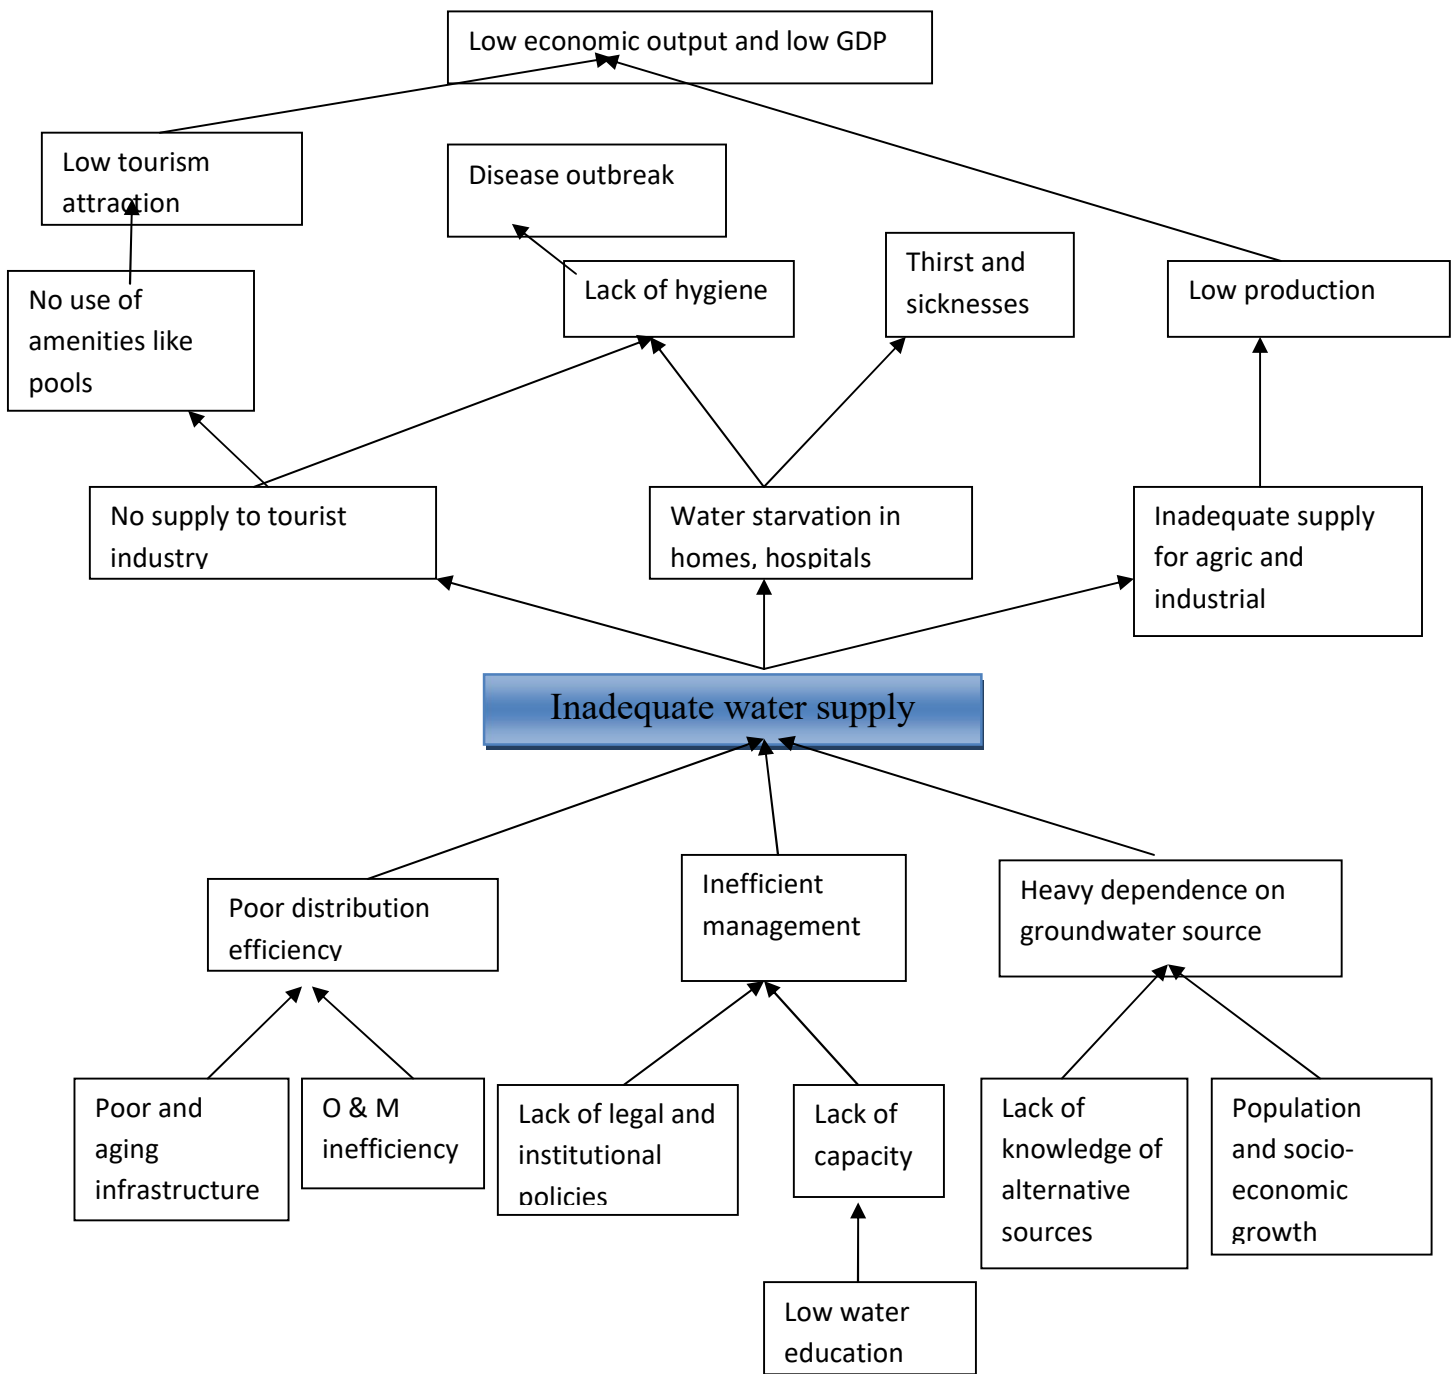 Low economic output and low GDP
Low tourism
attraction
Disease outbreak
Thirst and
sicknesses
Lack of hygiene
Low production
No use of
amenities like
pools
No supply to tourist
industry
Water starvation in
homes, hospitals
Inadequate supply
for agric and
industrial
Inadequate water supply
Poor distribution
efficiency
Inefficient
management
Heavy dependence on
groundwater source
Poor and
aging
infrastructure
O & M
inefficiency
Lack of legal and
institutional
policies
Lack of
capacity
Lack of
knowledge of
alternative
sources
Population
and socio-
economic
growth
Low water
education